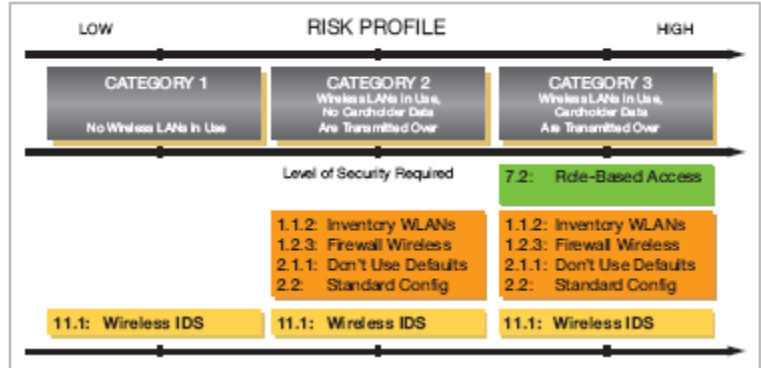 LOW
RISK PROFILE
HIGH
CATEGORY 1
No Wireless LANs in Use
CATEGORY 2
Wireless LANs in Use,
No Cardholder Data
Are Transmitted Over
CATEGORY 3
Wireless LANs in Use,
Cardholder Data
Are Transmitted Over
Level of Security Required
7.2: Role-Based Access
1.1.2: Inventory WLANs
1.2.3: Firewall Wireless
2.1.1: Don't Use Defaults
2.2: Standard Config
1.1.2: Inventory WLANs
1.2.3: Firewall Wireless
2.1.1: Don't Use Defaults
2.2: Standard Config
11.1: Wireless IDS
11.1: Wireless IDS
11.1: Wireless IDS